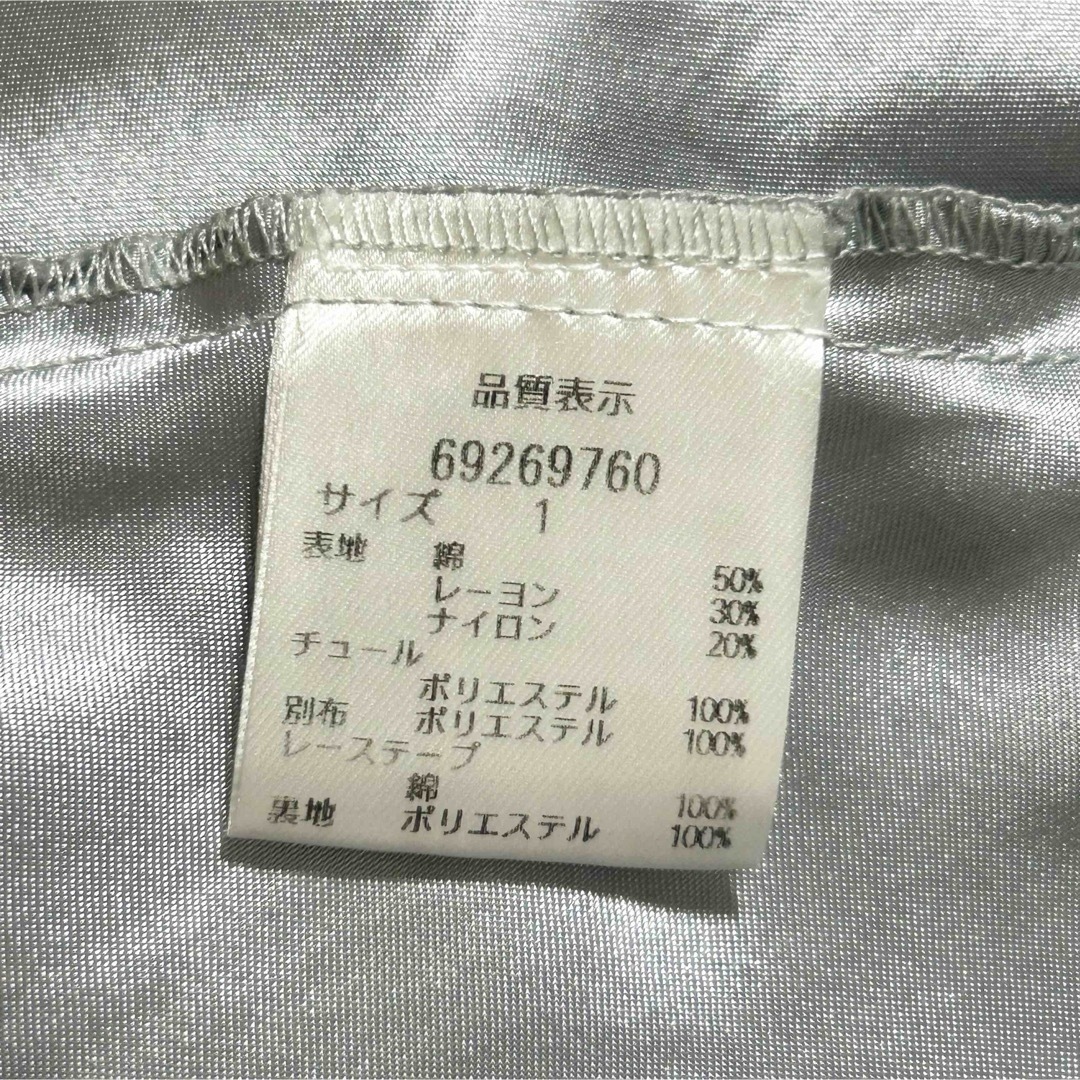 品質表示
69269760
サイズ 1
表地 綿 50%
レーヨン 30%
ナイロン 20%
チュール
ポリエステル 100%
別布 ポリエステル 100%
レーステープ
綿 100%
裏地 ポリエステル 100%